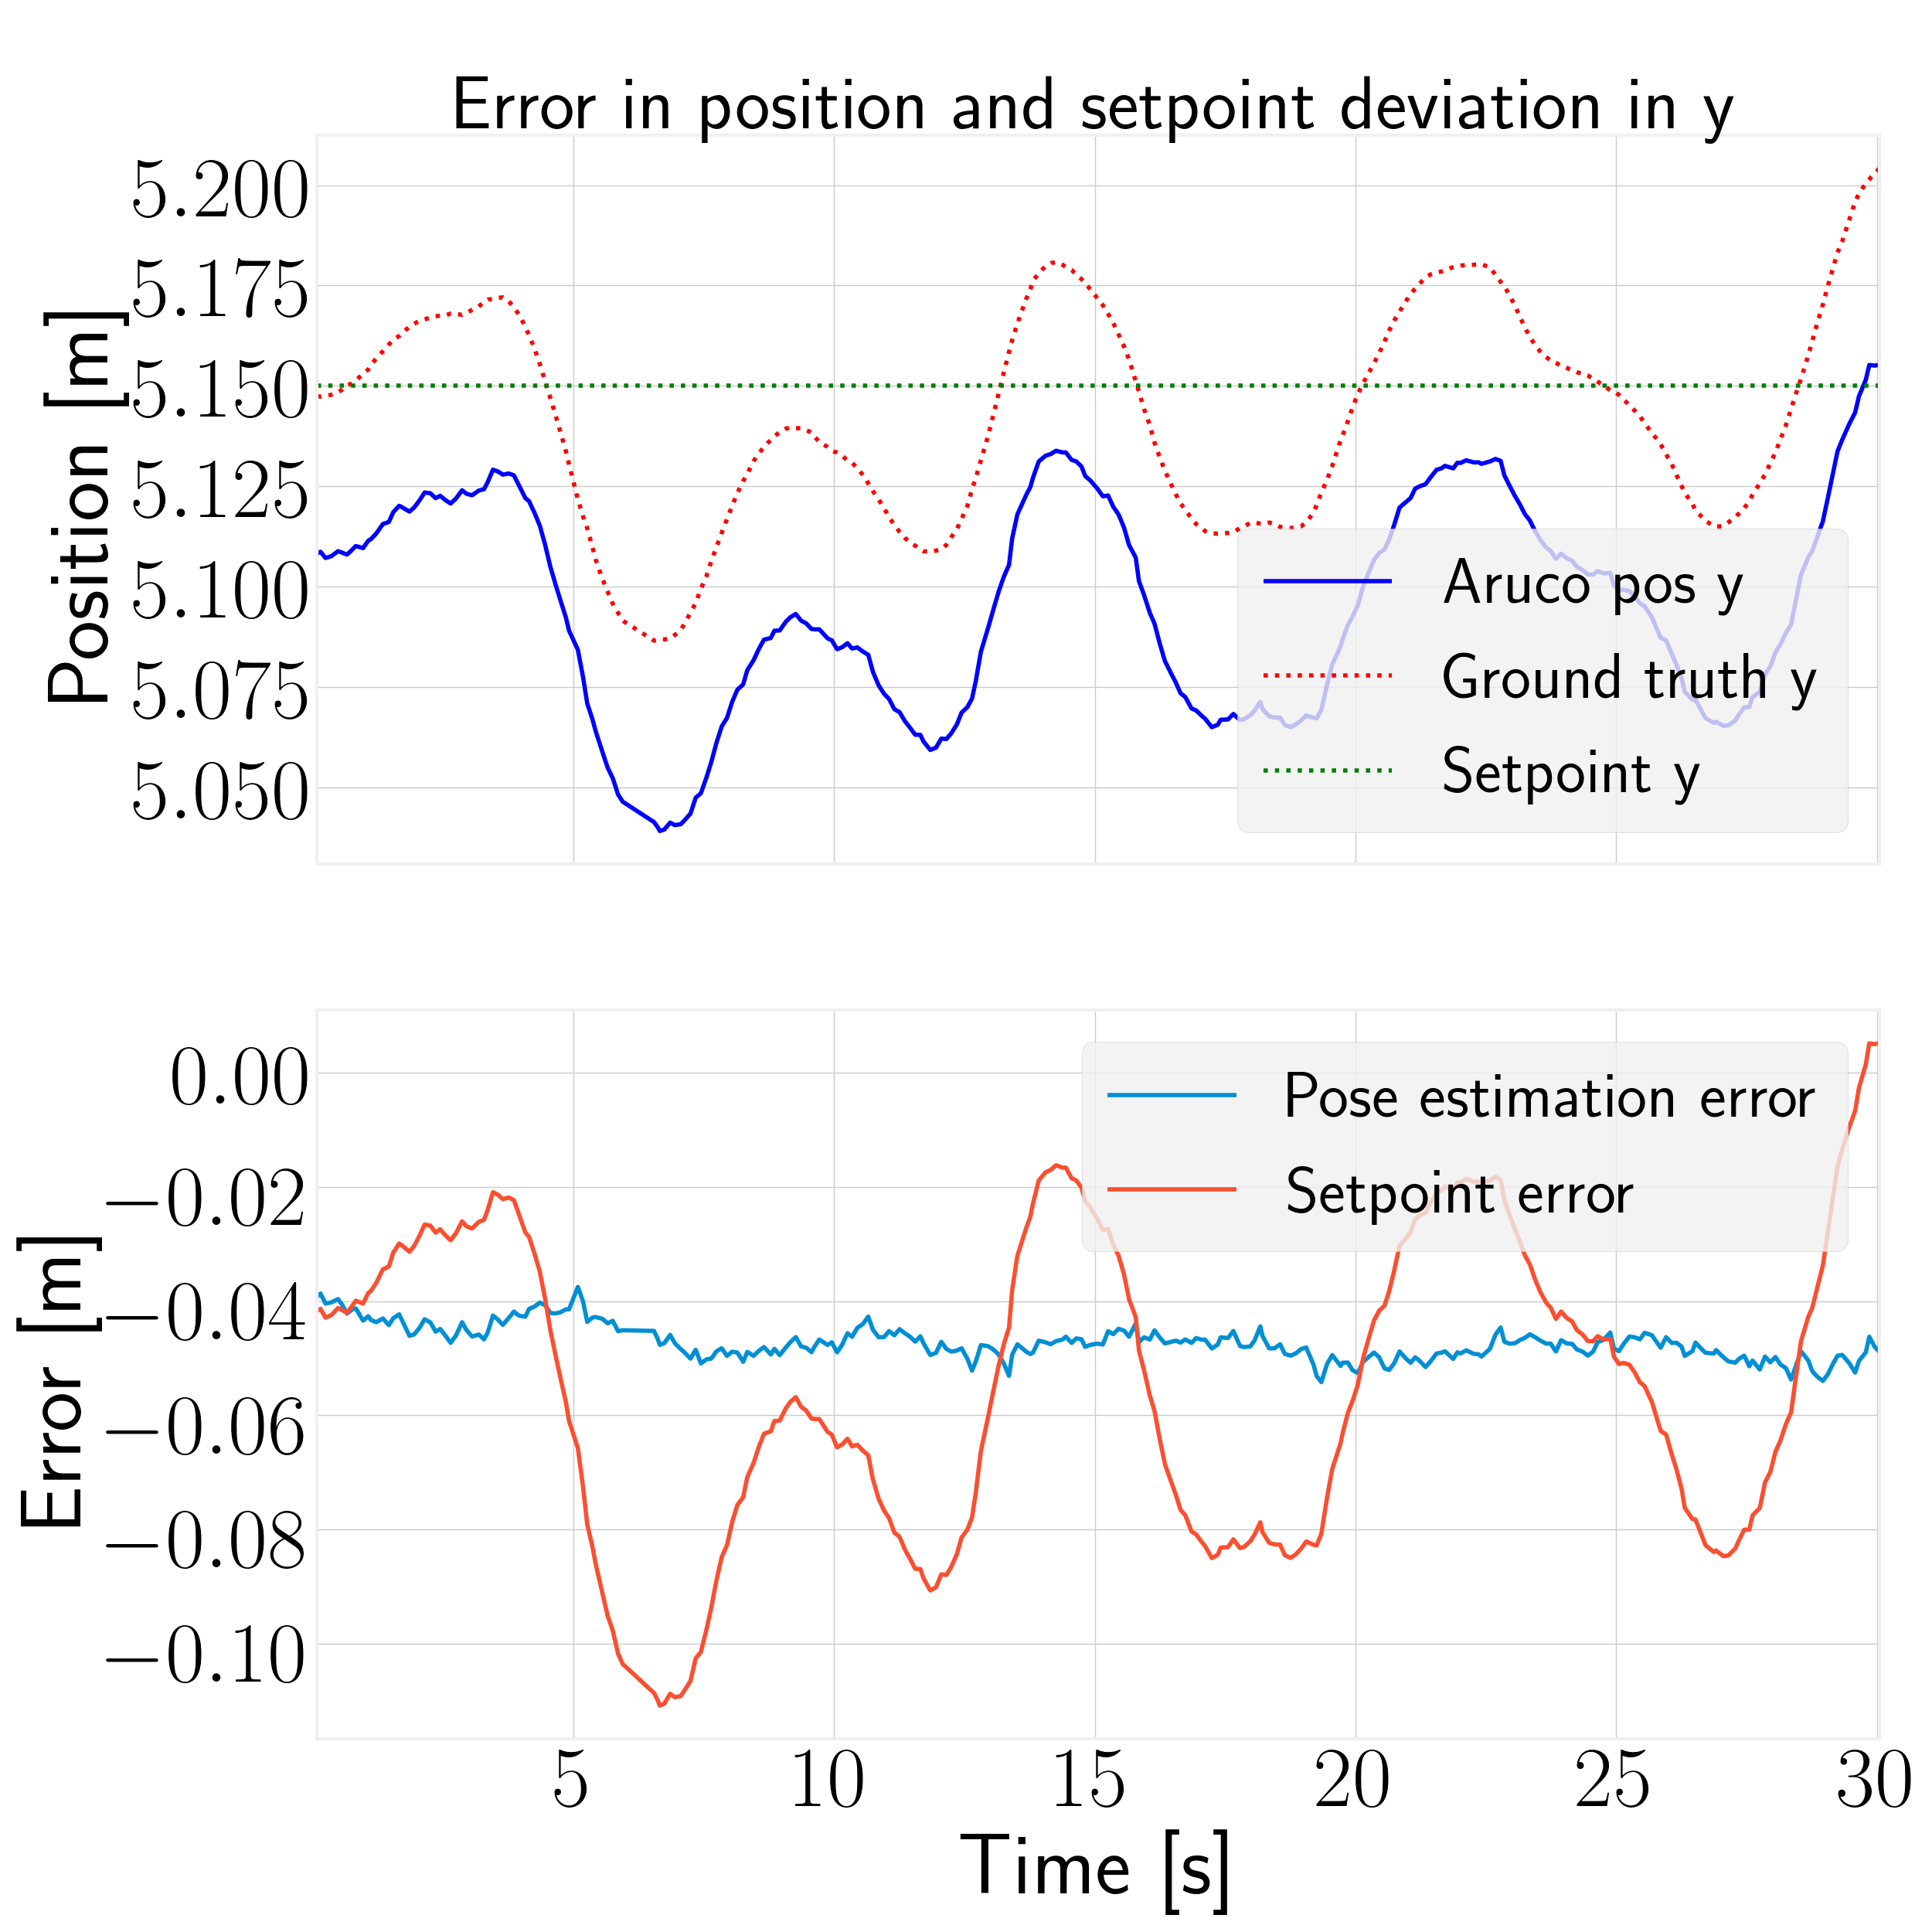 Error in position and setpoint deviation in y
Position [m]
5.200
5.175
5.150
5.125
5.100
5.075
5.050
Aruco pos y
Ground truth y
Setpoint y
Error [m]
0.00
−0.02
−0.04
−0.06
−0.08
−0.10
Pose estimation error
Setpoint error
5 10 15 20 25 30
Time [s]